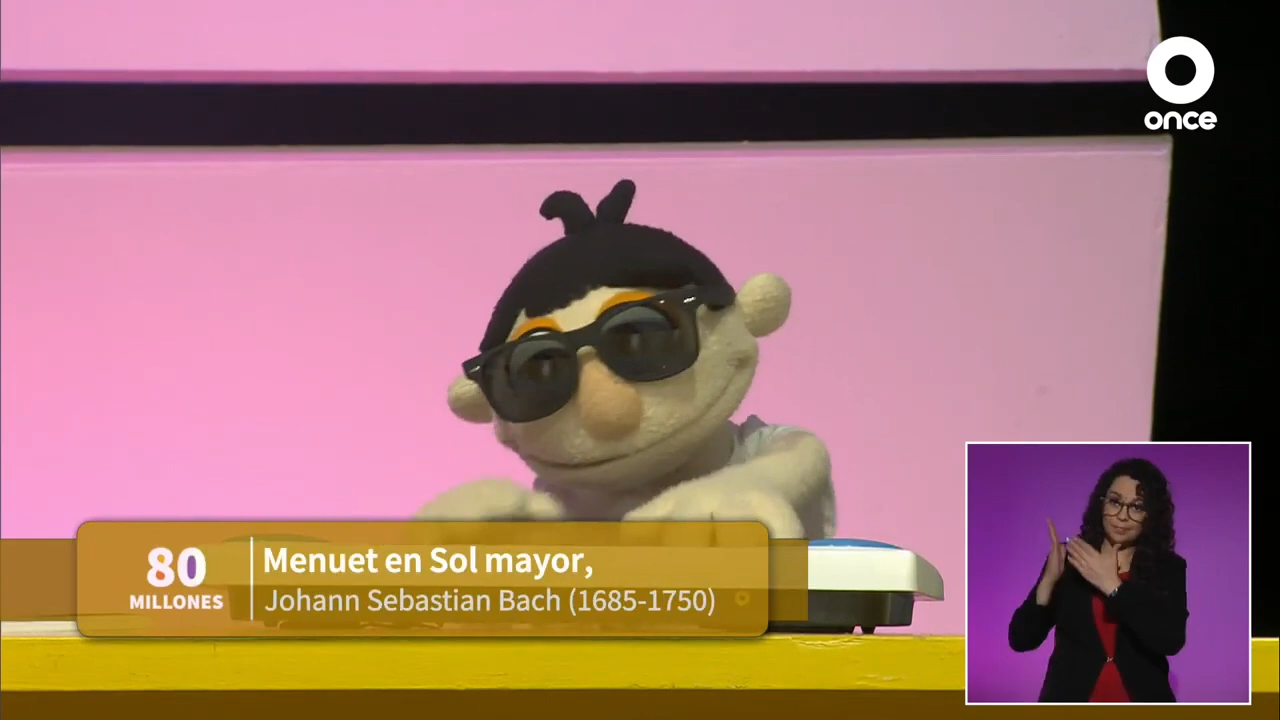 once
80
MILLONES
Menuet en Sol mayor,
Johann Sebastian Bach (1685-1750)